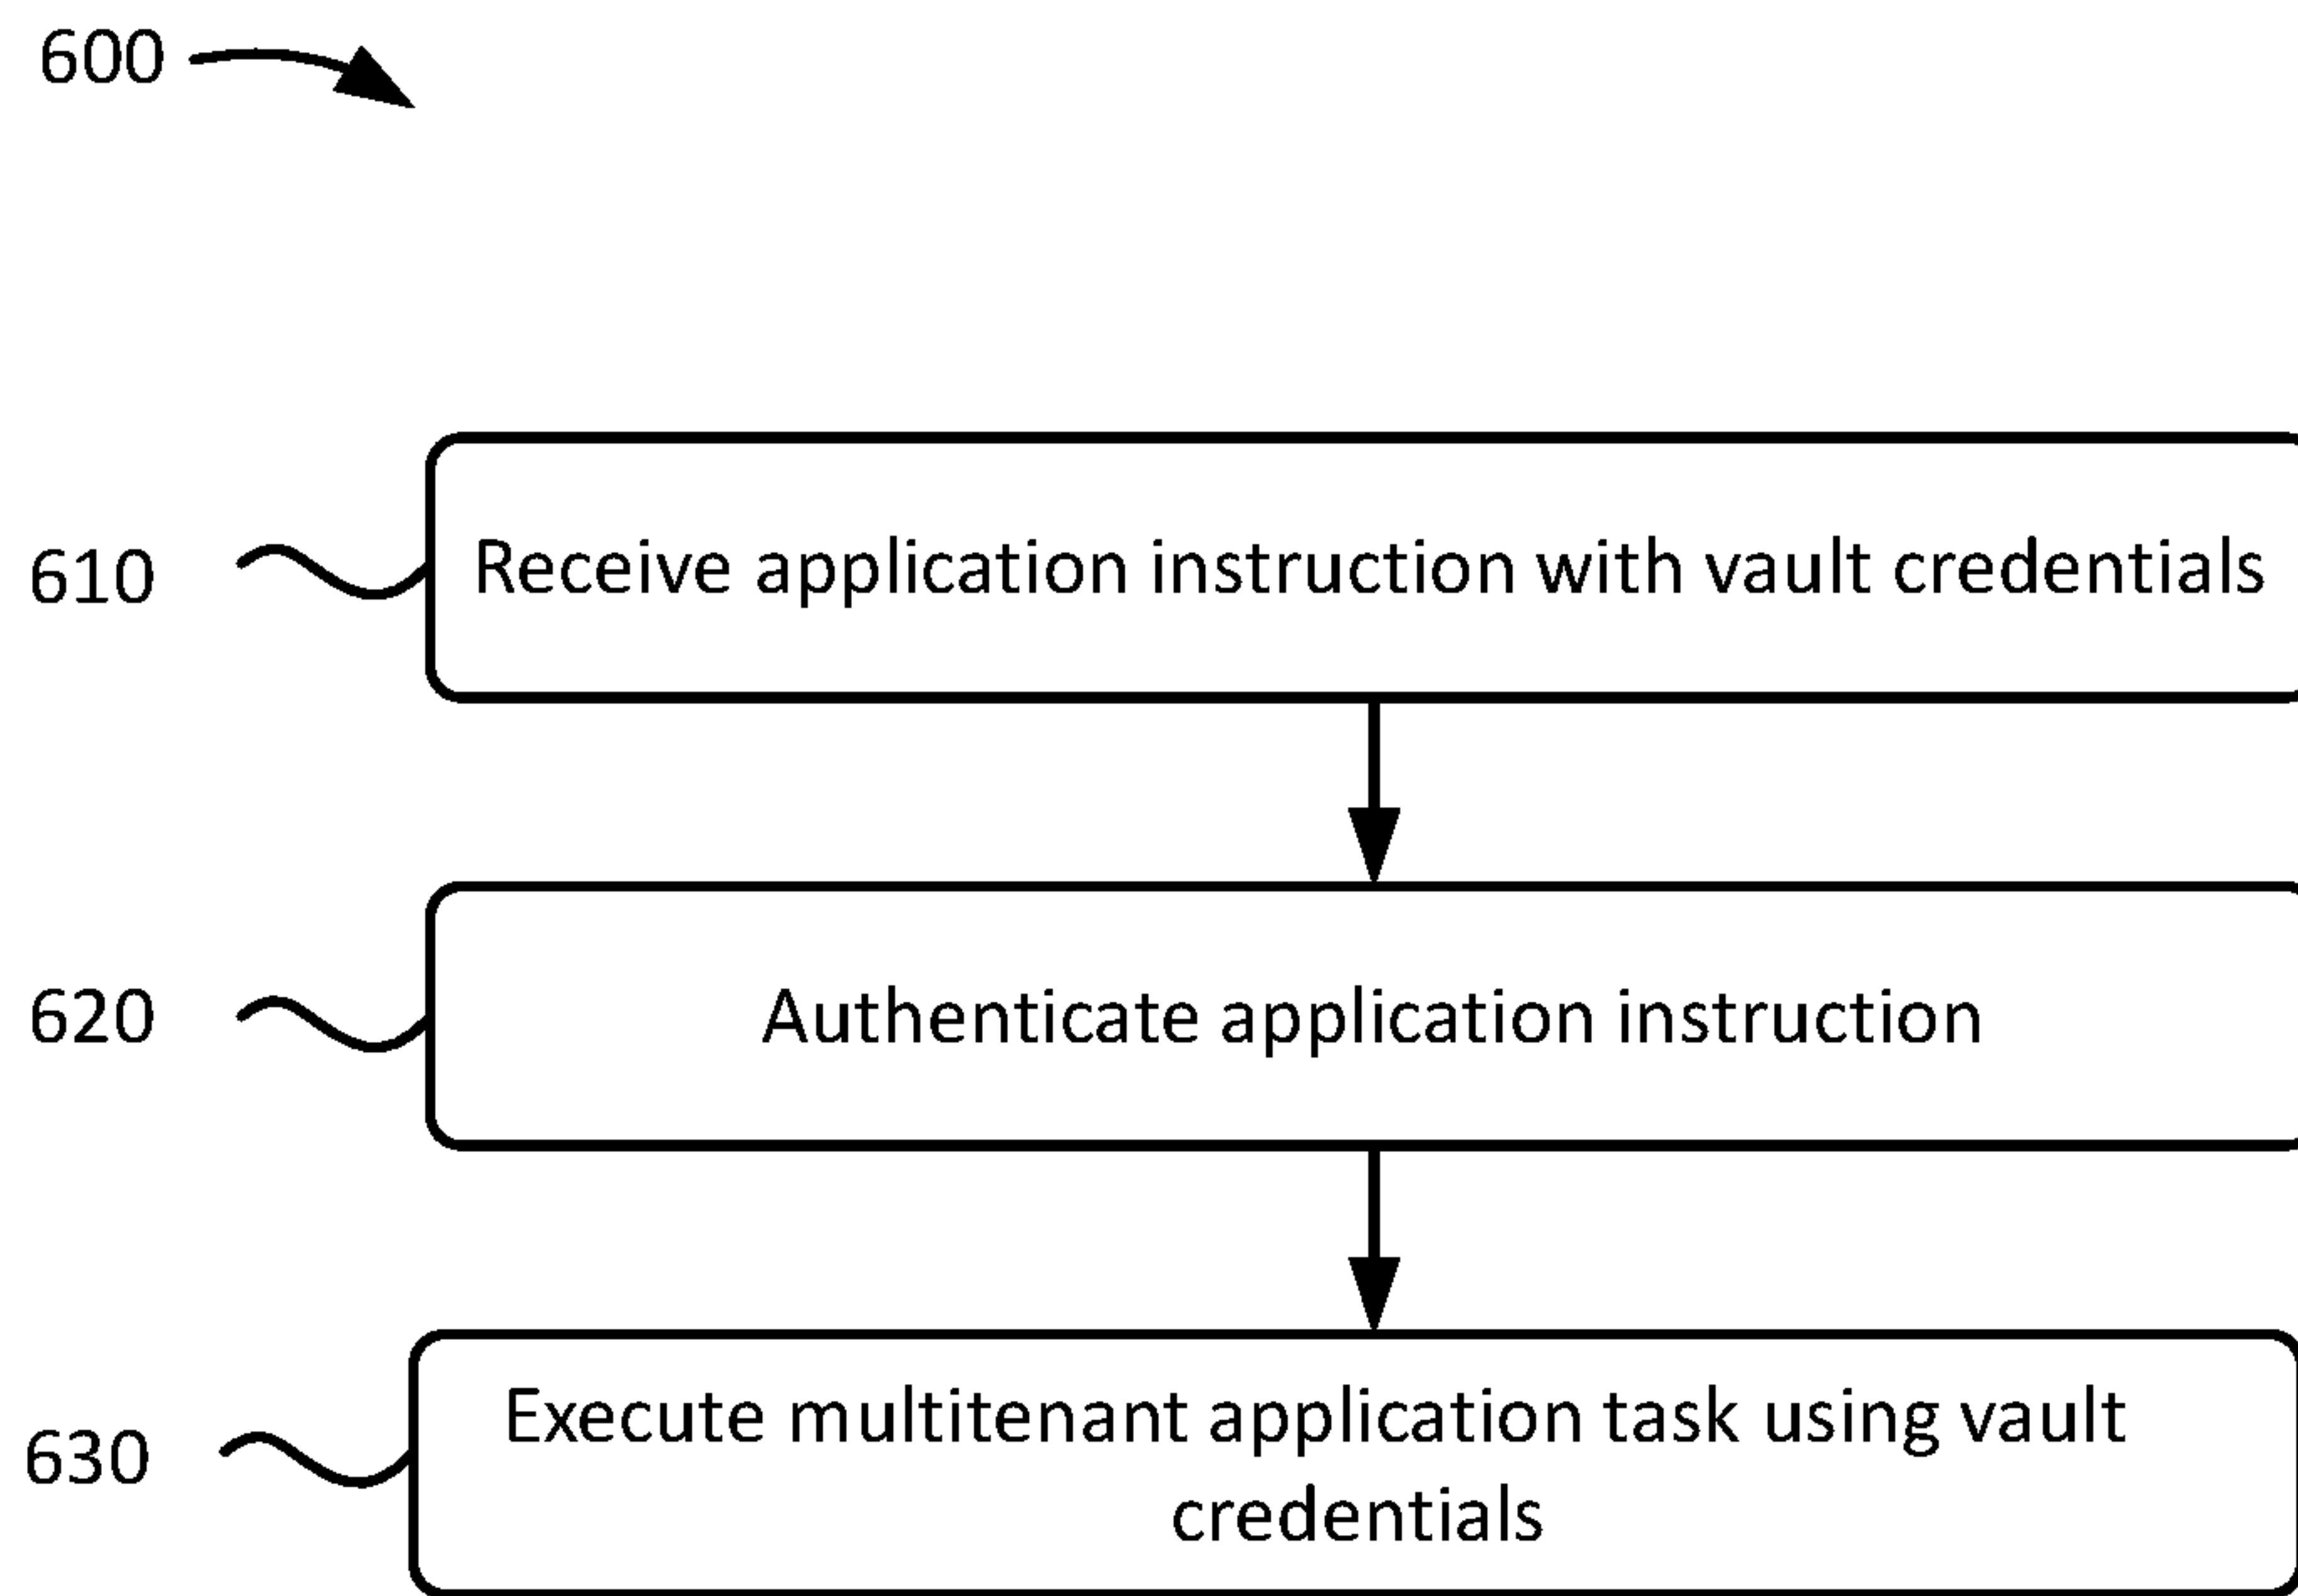 600
610
Receive application instruction with vault credentials
620
Authenticate application instruction
630
Execute multitenant application task using vault
credentials